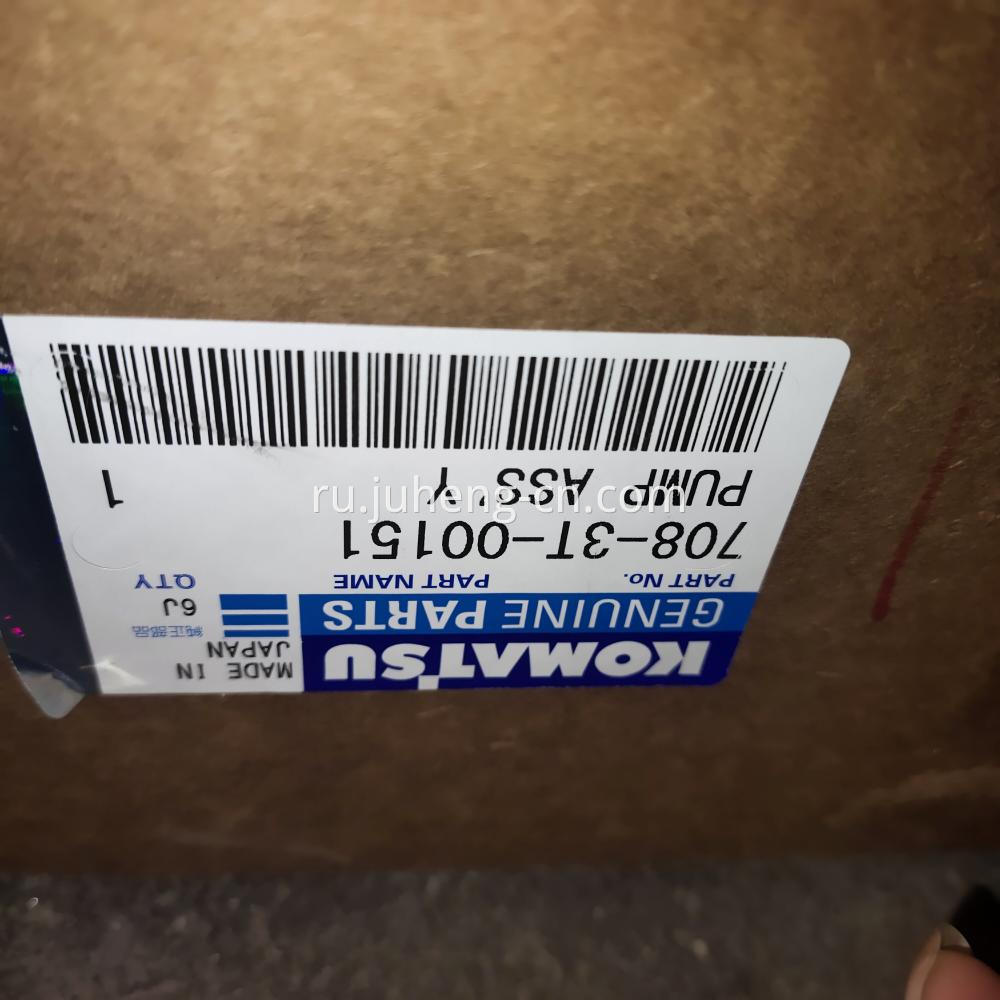 KOMATSU
GENUINE PARTS
MADE IN
JAPAN
純正部品
6J
PART No.
PART NAME
QTY
708-3T-00151
PUMP ASS'Y
1
ru.juheng-cn.com